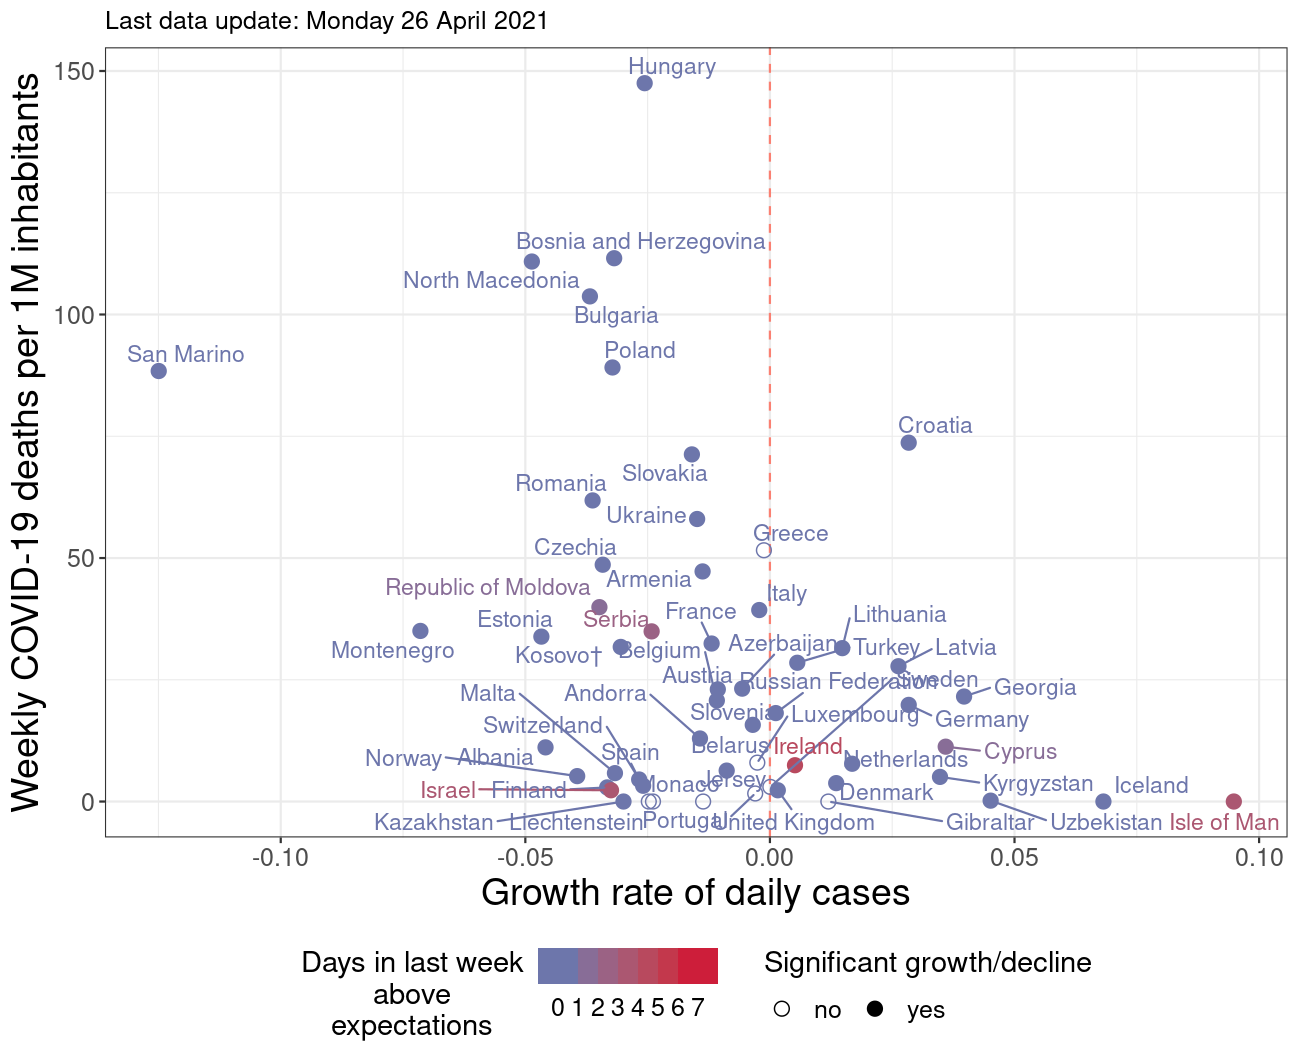 Last data update: Monday 26 April 2021
Weekly COVID-19 deaths per 1M inhabitants
150
100
50
0
Hungary
Bosnia and Herzegovina
North Macedonia
Bulgaria
Poland
San Marino
Croatia
Slovakia
Romania
Ukraine
Greece
Czechia
Armenia
Republic of Moldova
Italy
Serbia
France
Lithuania
Estonia
Montenegro
Kosovo†
Belgium
Azerbaijan
Turkey
Latvia
Austria
Russian Federation
Sweden
Georgia
Malta
Andorra
Slovenia
Luxembourg
Germany
Switzerland
Norway
Albania
Spain
Belarus
Ireland
Netherlands
Cyprus
Israel
Finland
Monaco
Jersey
Denmark
Kyrgyzstan
Iceland
Kazakhstan
Liechtenstein
Portugal
United Kingdom
Gibraltar
Uzbekistan
Isle of Man
-0.10
-0.05
0.00
0.05
0.10
Growth rate of daily cases
Days in last week
above
expectations
0 1 2 3 4 5 6 7
Significant growth/decline
no
yes